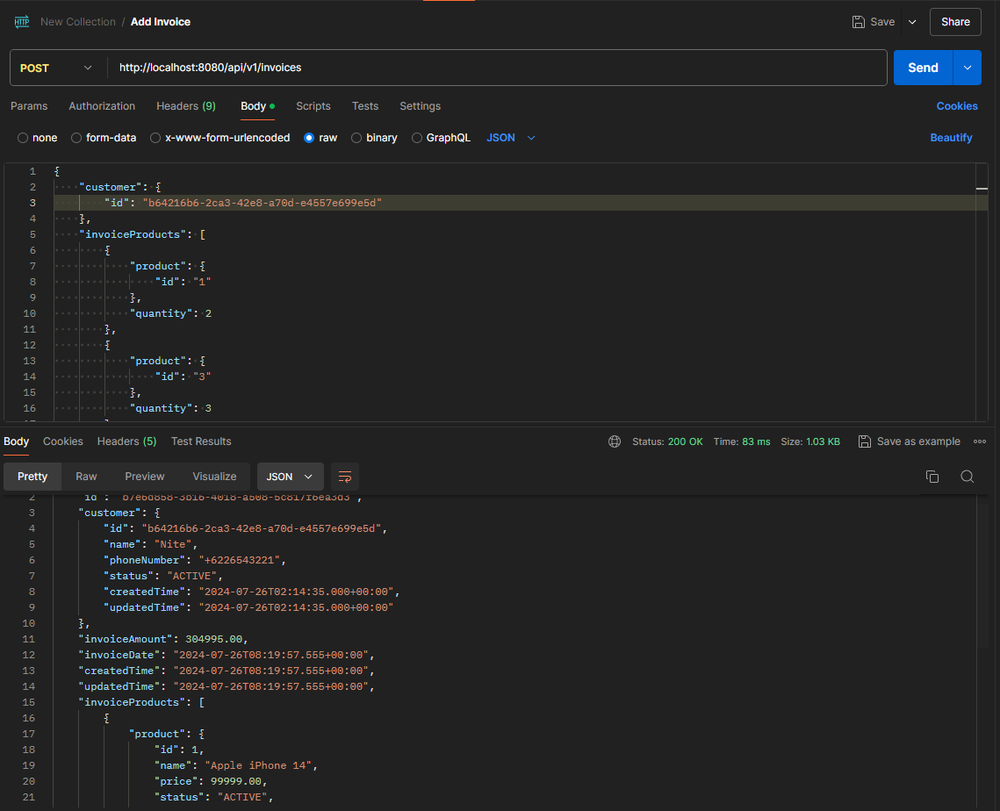 HTTP New Collection / Add Invoice Save Share
POST http://localhost:8080/api/v1/invoices Send
Params Authorization Headers (9) Body Scripts Tests Settings Cookies
none form-data x-www-form-urlencoded raw binary GraphQL JSON Beautify
1 {
2 "customer": {
3 "id": "b64216b6-2ca3-42e8-a70d-e4557e699e5d"
4 },
5 "invoiceProducts": [
6 {
7 "product": {
8 "id": "1"
9 },
10 "quantity": 2
11 },
12 {
13 "product": {
14 "id": "3"
15 },
16 "quantity": 3
Body Cookies Headers (5) Test Results Status: 200 OK Time: 83 ms Size: 1.03 KB Save as example
Pretty Raw Preview Visualize JSON
2 "id": "b7e6d858-3b16-4018-a508-5c817f6ea3d3",
3 "customer": {
4 "id": "b64216b6-2ca3-42e8-a70d-e4557e699e5d",
5 "name": "Nite",
6 "phoneNumber": "+6226543221",
7 "status": "ACTIVE",
8 "createdTime": "2024-07-26T02:14:35.000+00:00",
9 "updatedTime": "2024-07-26T02:14:35.000+00:00"
10 },
11 "invoiceAmount": 304995.00,
12 "invoiceDate": "2024-07-26T08:19:57.555+00:00",
13 "createdTime": "2024-07-26T08:19:57.555+00:00",
14 "updatedTime": "2024-07-26T08:19:57.555+00:00",
15 "invoiceProducts": [
16 {
17 "product": {
18 "id": 1,
19 "name": "Apple iPhone 14",
20 "price": 99999.00,
21 "status": "ACTIVE",